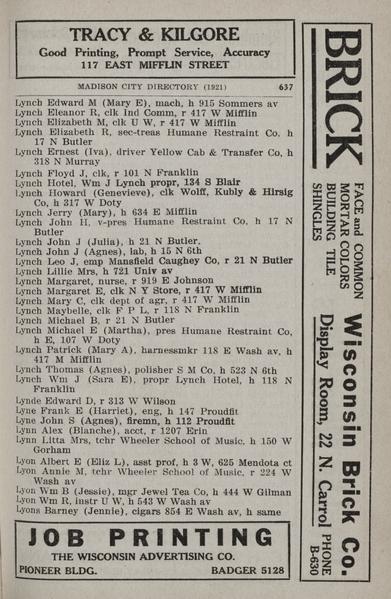 TRACY & KILGORE
Good Printing, Prompt Service, Accuracy
117 EAST MIFFLIN STREET
MADISON CITY DIRECTORY (1921) 637
Lynch Edward M (Mary E), mach, h 915 Sommers av
Lynch Eleanor R, clk Ind Comm, r 417 W Mifflin
Lynch Elizabeth M, clk U W, r 417 W Mifflin
Lynch Elizabeth R, sec-treas Humane Restraint Co, h
17 N Butler
Lynch Ernest (Iva), driver Yellow Cab & Transfer Co, h
318 N Murray
Lynch Floyd J, clk, r 101 N Franklin
Lynch Hotel, Wm J Lynch propr, 134 S Blair
Lynch Howard (Genevieve), clk Wolff, Kubly & Hirsig
Co, h 317 W Doty
Lynch Jerry (Mary), h 634 E Mifflin
Lynch John H, v-pres Humane Restraint Co, h 17 N
Butler
Lynch John J (Julia), h 21 N Butler,
Lynch John J (Agnes), lab, h 15 N 6th
Lynch Leo J, emp Mansfield Caughey Co, r 21 N Butler
Lynch Lillie Mrs, h 721 Univ av
Lynch Margaret, nurse, r 919 E Johnson
Lynch Margaret E, clk N Y Store, r 417 W Mifflin
Lynch Mary C, clk dept of agr, r 417 W Mifflin
Lynch Maybelle, clk F P L, r 118 N Franklin
Lynch Michael B, r 21 N Butler
Lynch Michael E (Martha), pres Humane Restraint Co,
h E, 107 W Doty
Lynch Patrick (Mary A), harnessmkr 118 E Wash av, h
417 M Mifflin
Lynch Thomas (Agnes), polisher S M Co, h 523 N 6th
Lynch Wm J (Sara E), propr Lynch Hotel, h 118 N
Franklin
Lynde Edward D, r 313 W Wilson
Lyne Frank E (Harriet), eng, h 147 Proudfit
Lyne John S (Agnes), firemn, h 112 Proudfit
Lynn Alex (Blanche), acct, r 1207 Erin
Lynn Litta Mrs, tchr Wheeler School of Music, h 150 W
Gorham
Lyon Albert E (Eliz L), asst prof, h 3 W, 625 Mendota ct
Lyon Annie M, tchr Wheeler School of Music, r 224 W
Wash av
Lyon Wm B (Jessie), mgr Jewel Tea Co, h 444 W Gilman
Lyon Wm R, instr U W, h 543 W Wash av
Lyons Barney (Jennie), cigars 854 E Wash av, h same
JOB PRINTING
THE WISCONSIN ADVERTISING CO.
PIONEER BLDG. BADGER 5128
BRICK
FACE and COMMON
MORTAR COLORS
BUILDING TILE
SHINGLES
Wisconsin Brick Co.
Display Room, 22 N. Carrol
PHONE
B-630